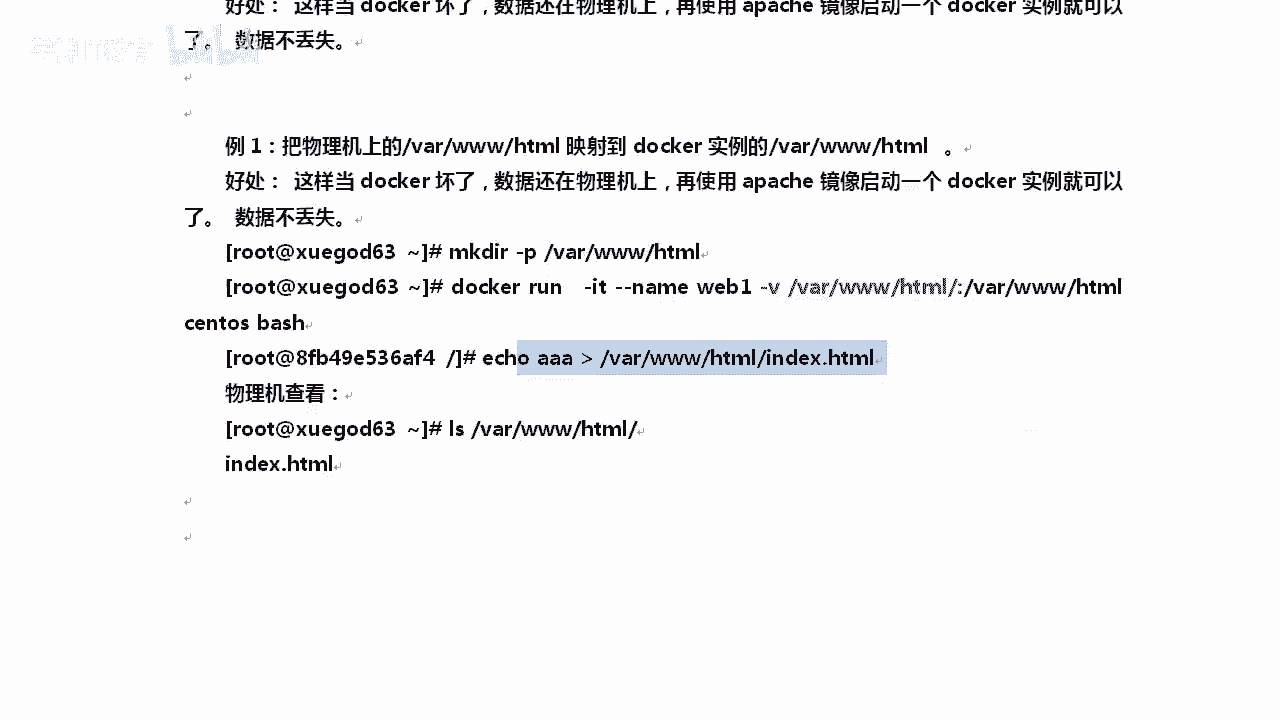 好处： 这样当 docker 坏了，数据还在物理机上，再使用 apache 镜像启动一个 docker 实例就可以
了。 数据不丢失。
例 1：把物理机上的/var/www/html 映射到 docker 实例的/var/www/html 。
好处： 这样当 docker 坏了，数据还在物理机上，再使用 apache 镜像启动一个 docker 实例就可以
了。 数据不丢失。
[root@xuegod63 ~]# mkdir -p /var/www/html
[root@xuegod63 ~]# docker run -it --name web1 -v /var/www/html/:/var/www/html
centos bash
[root@8fb49e536af4 /]# echo aaa > /var/www/html/index.html
物理机查看：
[root@xuegod63 ~]# ls /var/www/html/
index.html